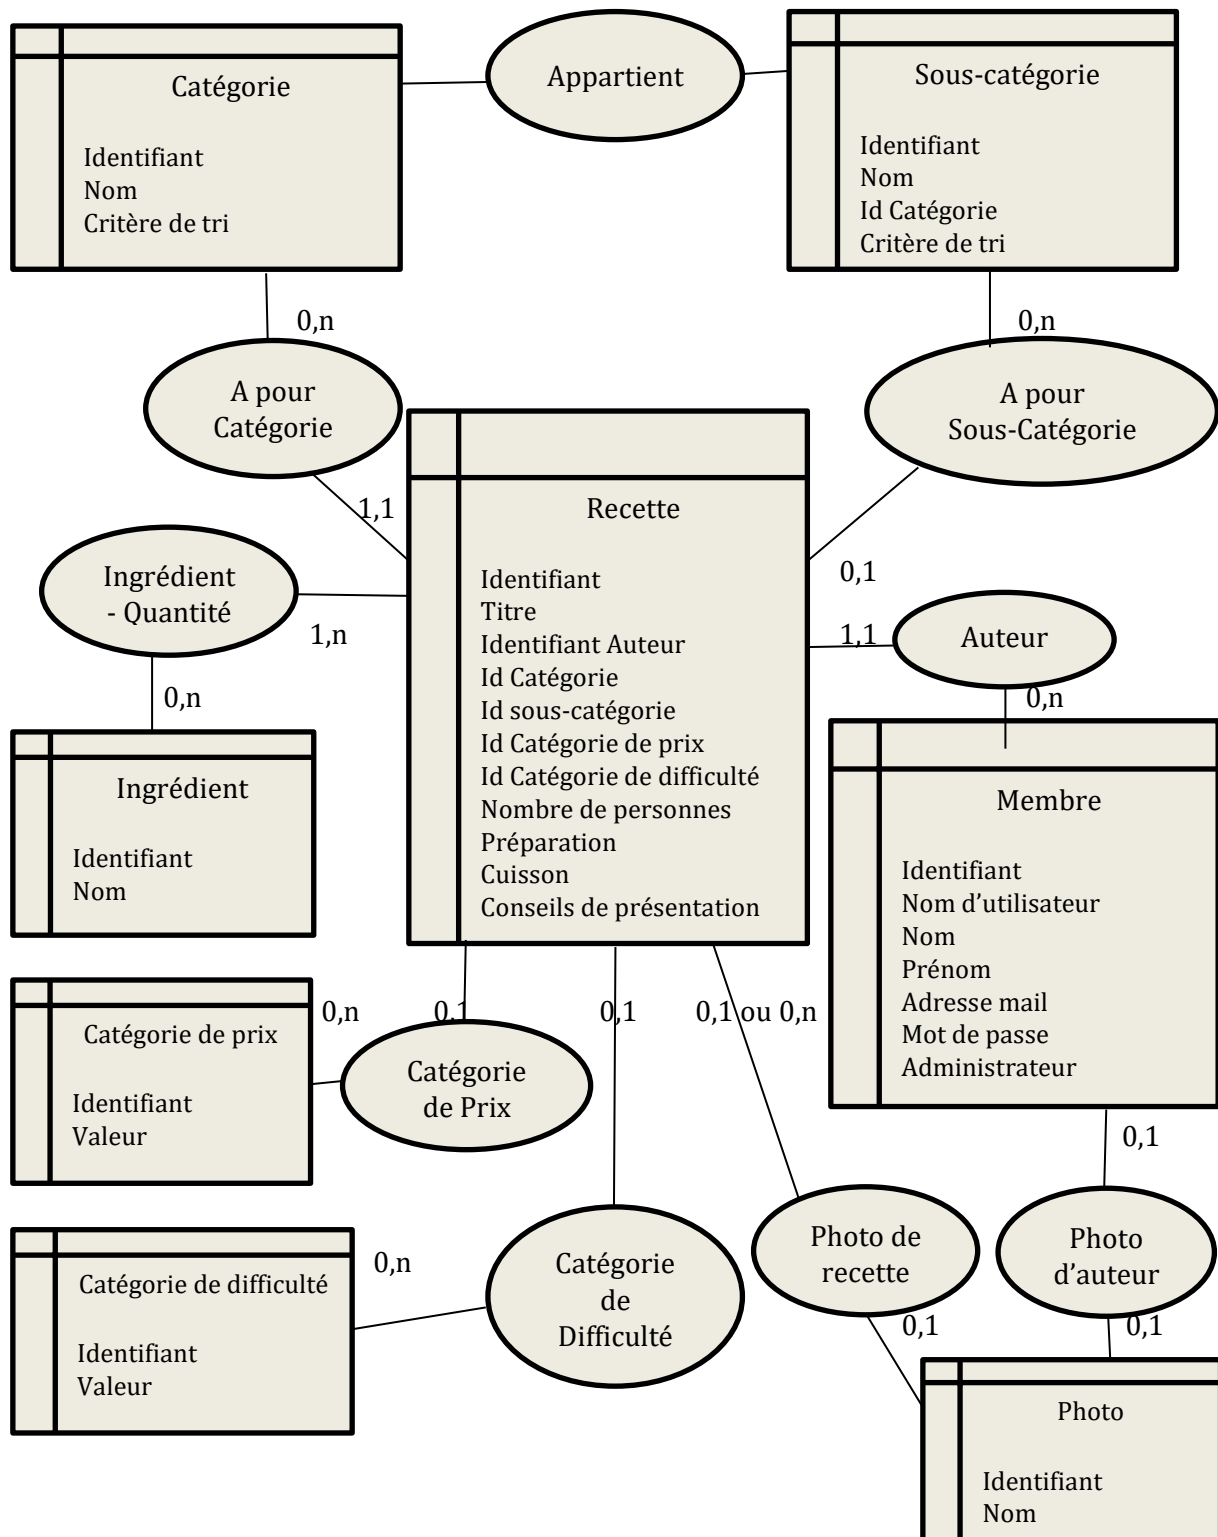 Catégorie
Identifiant
Nom
Critère de tri
Appartient
Sous-catégorie
Identifiant
Nom
Id Catégorie
Critère de tri
0,n
0,n
A pour
Catégorie
A pour
Sous-Catégorie
1,1
0,1
Recette
Identifiant
Titre
Identifiant Auteur
Id Catégorie
Id sous-catégorie
Id Catégorie de prix
Id Catégorie de difficulté
Nombre de personnes
Préparation
Cuisson
Conseils de présentation
Ingrédient
- Quantité
1,n
0,n
1,1
Auteur
0,n
Ingrédient
Identifiant
Nom
Membre
Identifiant
Nom d’utilisateur
Nom
Prénom
Adresse mail
Mot de passe
Administrateur
Catégorie de prix
Identifiant
Valeur
0,n
0,1
0,1
0,1 ou 0,n
Catégorie
de Prix
0,1
Catégorie de difficulté
Identifiant
Valeur
0,n
Catégorie
de
Difficulté
Photo de
recette
Photo
d’auteur
0,1
0,1
Photo
Identifiant
Nom